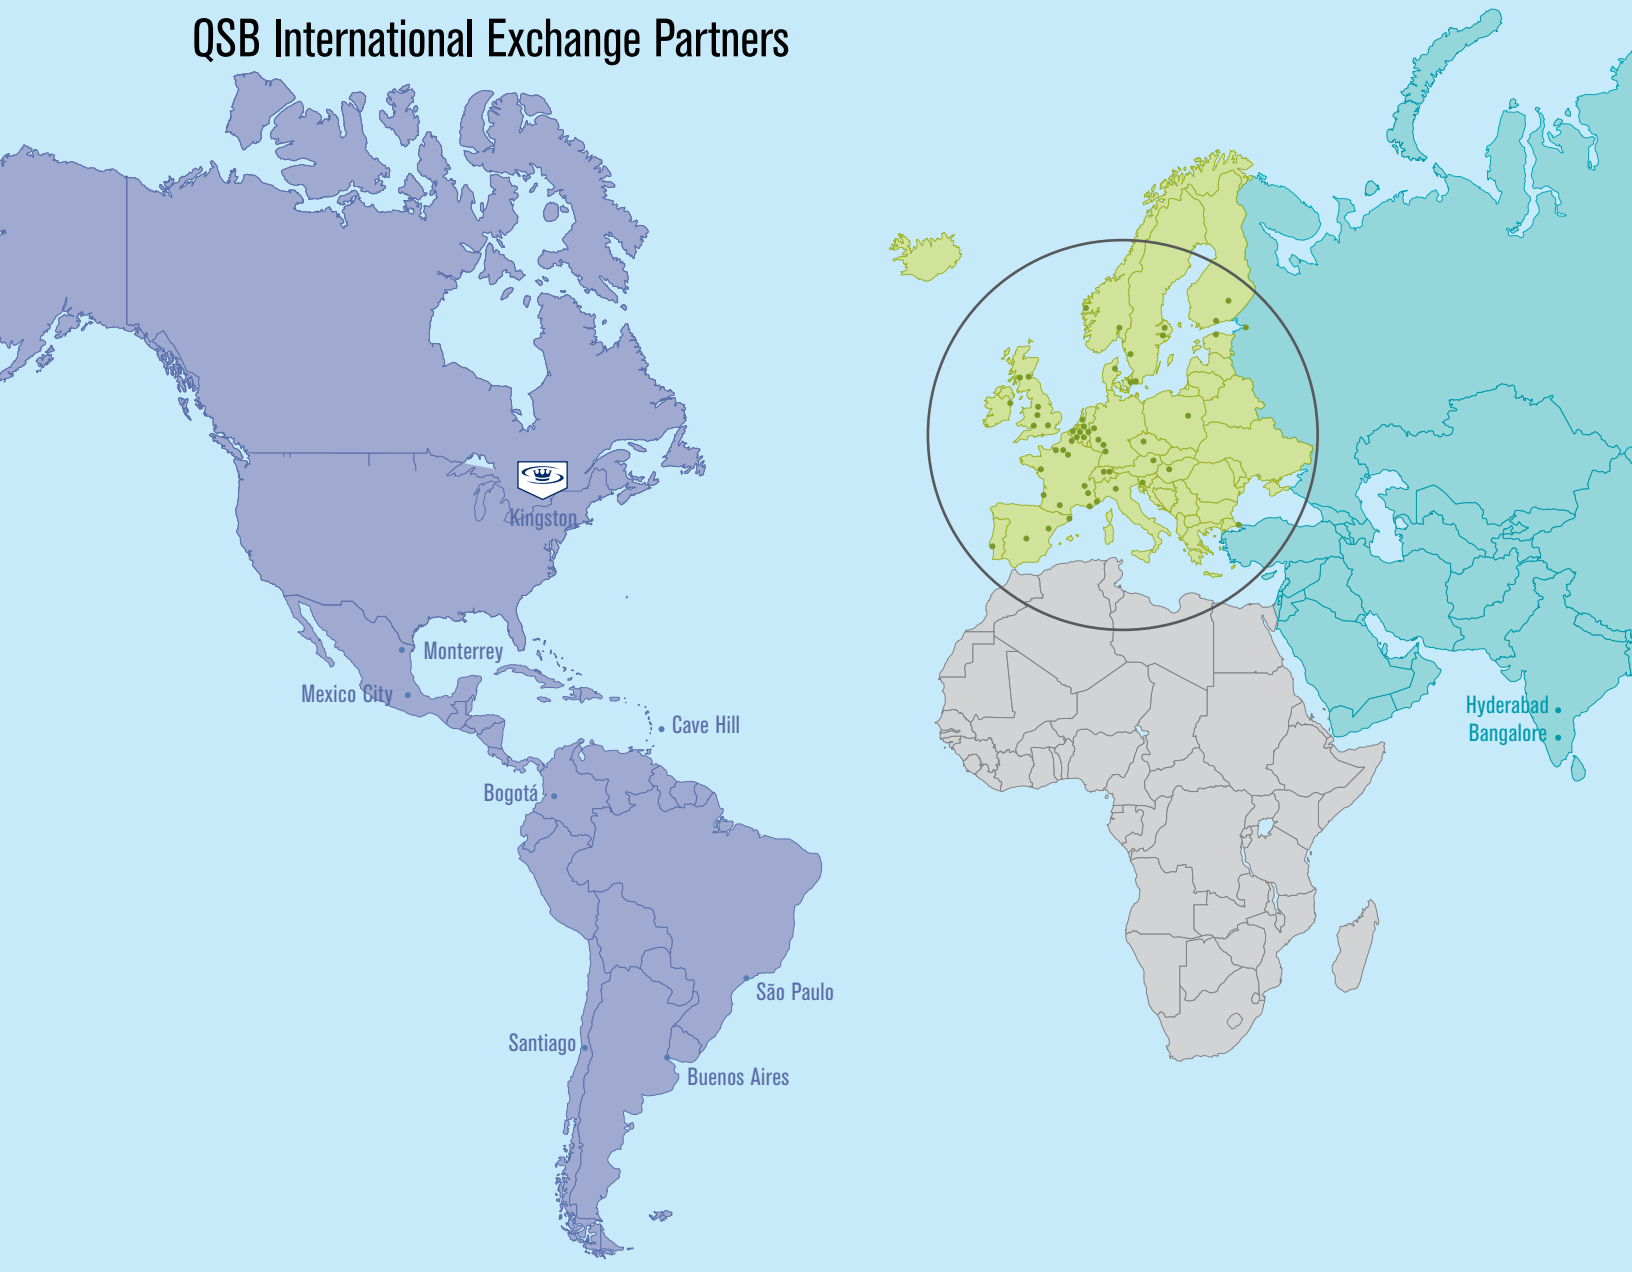 QSB International Exchange Partners
Kingston
Monterrey
Mexico City
Cave Hill
Bogotá
São Paulo
Santiago
Buenos Aires
Hyderabad
Bangalore